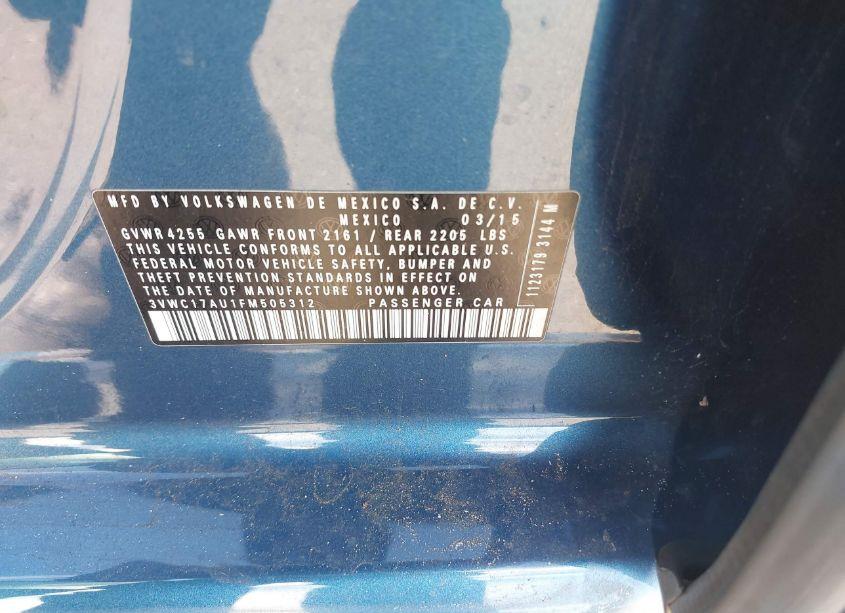 MFD BY VOLKSWAGEN DE MEXICO S.A. DE C.V.
MEXICO 03/15
GVWR 4255 GAWR FRONT 2161 / REAR 2205 LBS
THIS VEHICLE CONFORMS TO ALL APPLICABLE U.S.
FEDERAL MOTOR VEHICLE SAFETY, BUMPER AND
THEFT PREVENTION STANDARDS IN EFFECT ON
THE DATE OF MANUFACTURE SHOWN ABOVE.
3VWC17AU1FM505312 PASSENGER CAR
1123179 3144 M